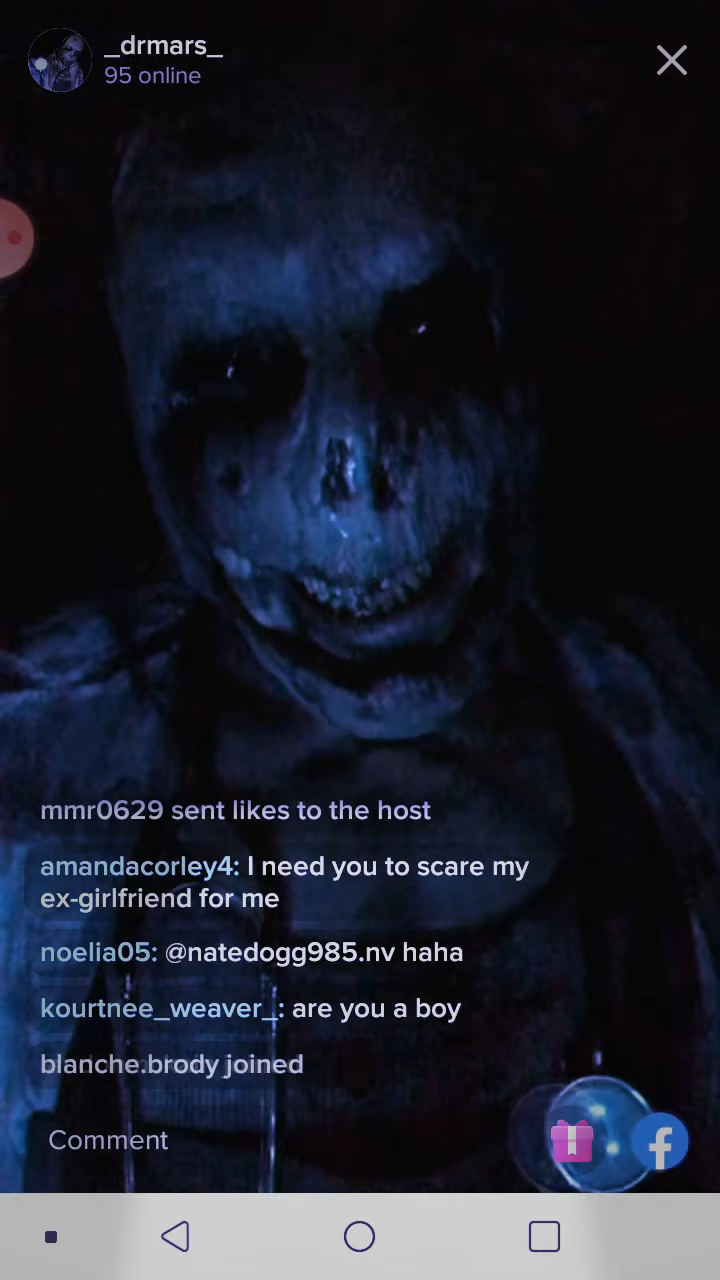 _drmars_
95 online
mmr0629 sent likes to the host
amandacorley4: I need you to scare my
ex-girlfriend for me
noelia05: @natedogg985.nv haha
kourtnee_weaver_: are you a boy
blanche.brody joined
Comment
f